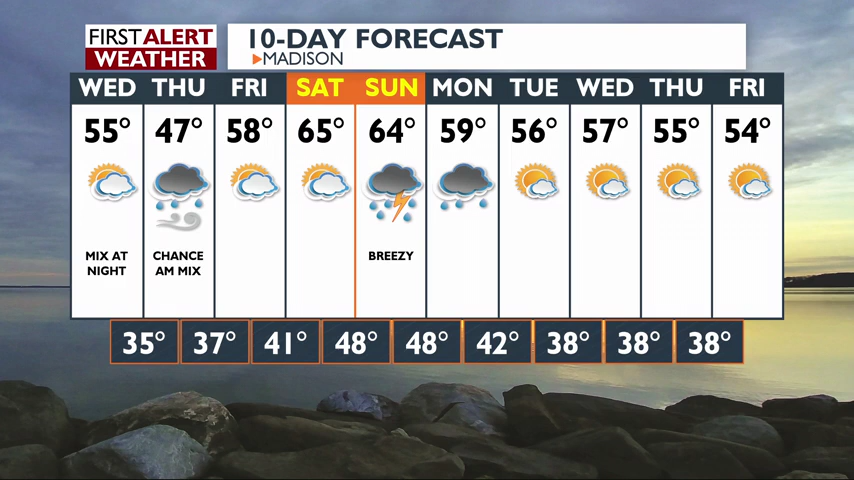 FIRST ALERT
WEATHER
10-DAY FORECAST
MADISON
WED THU FRI SAT SUN MON TUE WED THU FRI
55° 47° 58° 65° 64° 59° 56° 57° 55° 54°
MIX AT
NIGHT
CHANCE
AM MIX
BREEZY
35° 37° 41° 48° 48° 42° 38° 38° 38°